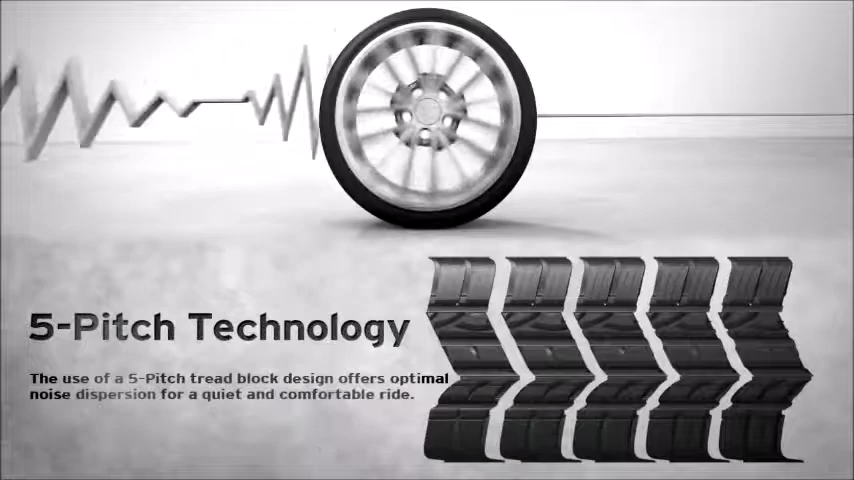 5-Pitch Technology
The use of a 5-Pitch tread block design offers optimal
noise dispersion for a quiet and comfortable ride.